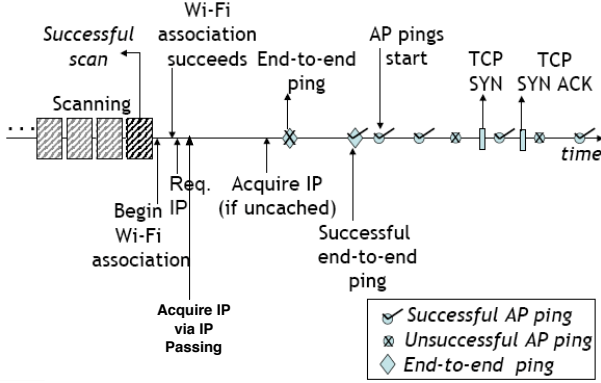 Successful
scan
Wi-Fi
association
succeeds
End-to-end
ping
AP pings
start
TCP
SYN
TCP
SYN ACK
Scanning
...
time
Begin
Wi-Fi
association
Req.
IP
Acquire IP
(if uncached)
Successful
end-to-end
ping
Acquire IP
via IP
Passing
Successful AP ping
Unsuccessful AP ping
End-to-end ping